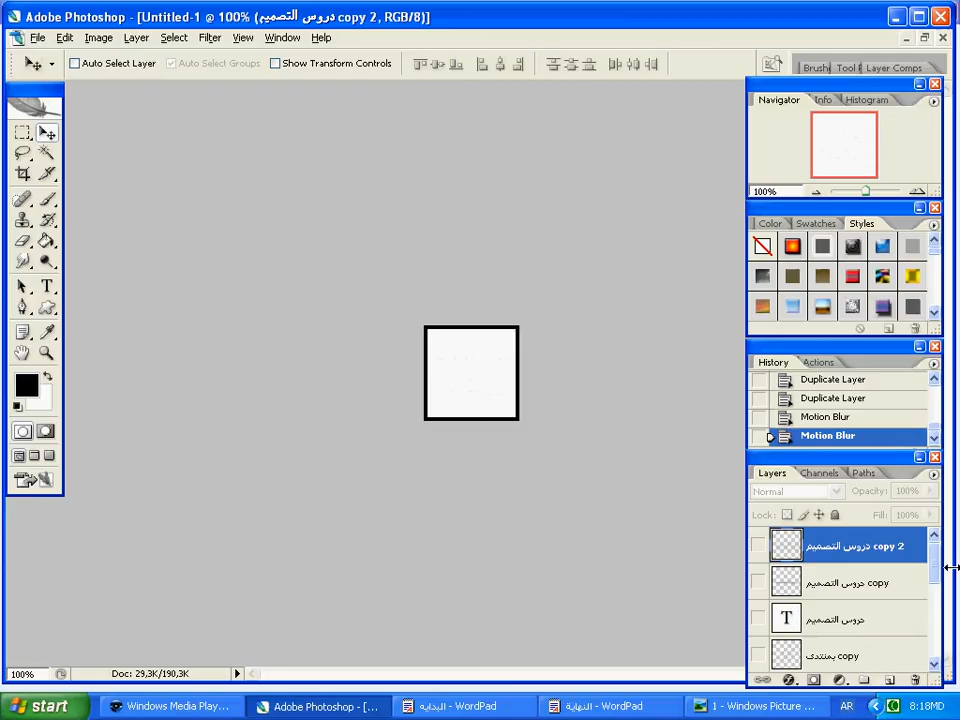 Adobe Photoshop - [Untitled-1 @ 100% (دروس التصميم copy 2, RGB/8)]
File Edit Image Layer Select Filter View Window Help
Auto Select Layer Auto Select Groups Show Transform Controls
Brush Tool Layer Comps
Navigator Info Histogram
100%
Color Swatches Styles
History Actions
Duplicate Layer
Duplicate Layer
Motion Blur
Motion Blur
Layers Channels Paths
Normal Opacity: 100%
Lock: Fill: 100%
دروس التصميم copy 2
دروس التصميم copy
دروس التصميم
بمنتدى copy
100% Doc: 29,3K/190,3K
start Windows Media Play... Adobe Photoshop - [... البدايه - WordPad النهاية - WordPad 1 - Windows Picture ... AR 8:18MD